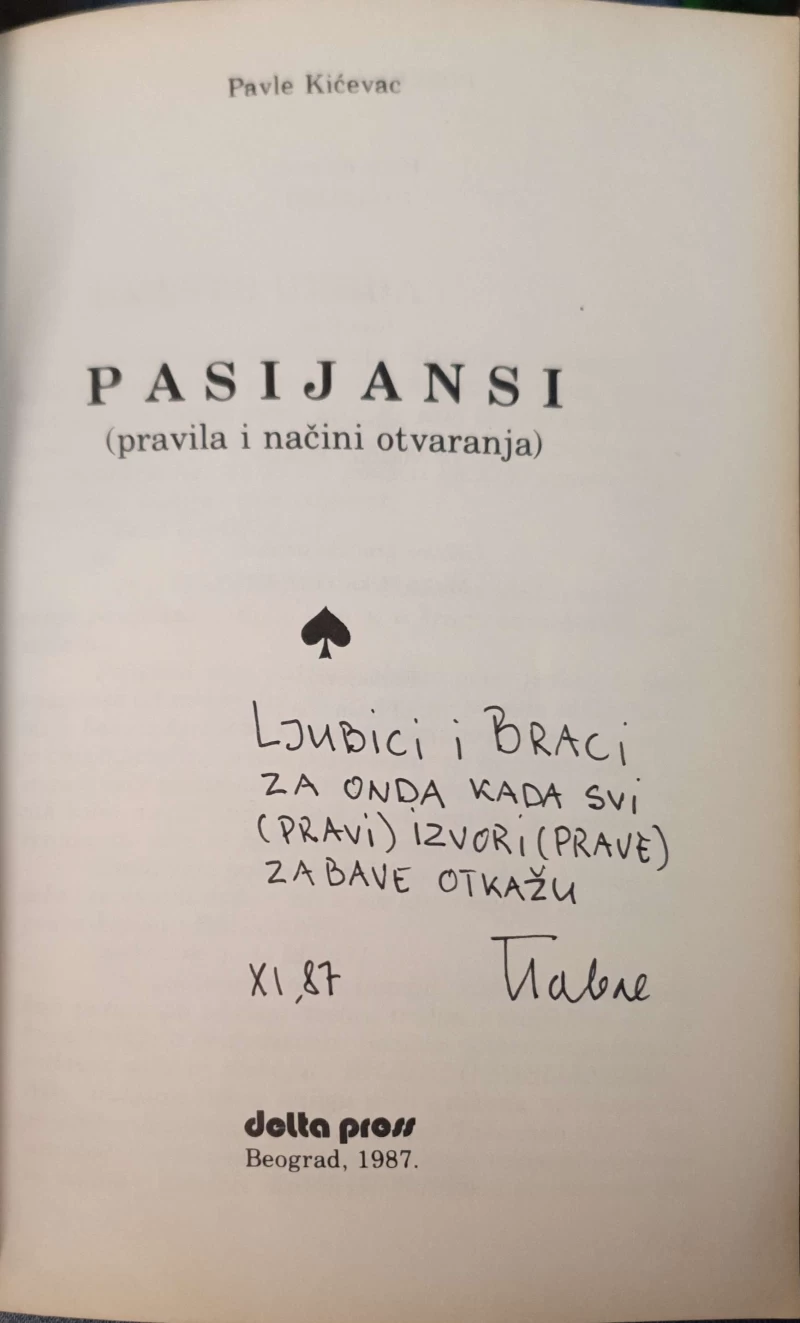 Pavle Kićevac
PASIJANSI
(pravila i načini otvaranja)
LJUBICI i BRACI
ZA ONDA KADA SVI
(PRAVI) IZVORI (PRAVE)
ZABAVE OTKAŽU
XI, 87
delta press
Beograd, 1987.